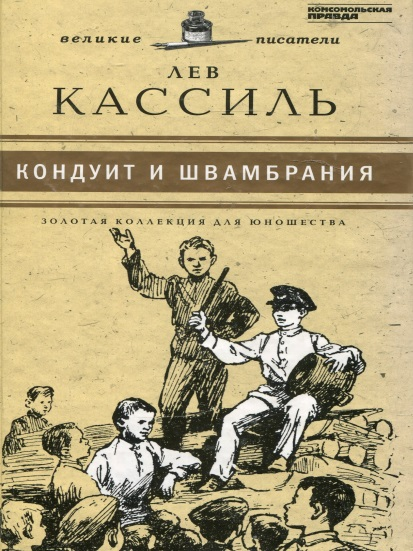 КОМСОМОЛЬСКАЯ
ПРАВДА
великие писатели
ЛЕВ
КАССИЛЬ
КОНДУИТ И ШВАМБРАНИЯ
ЗОЛОТАЯ КОЛЛЕКЦИЯ ДЛЯ ЮНОШЕСТВА